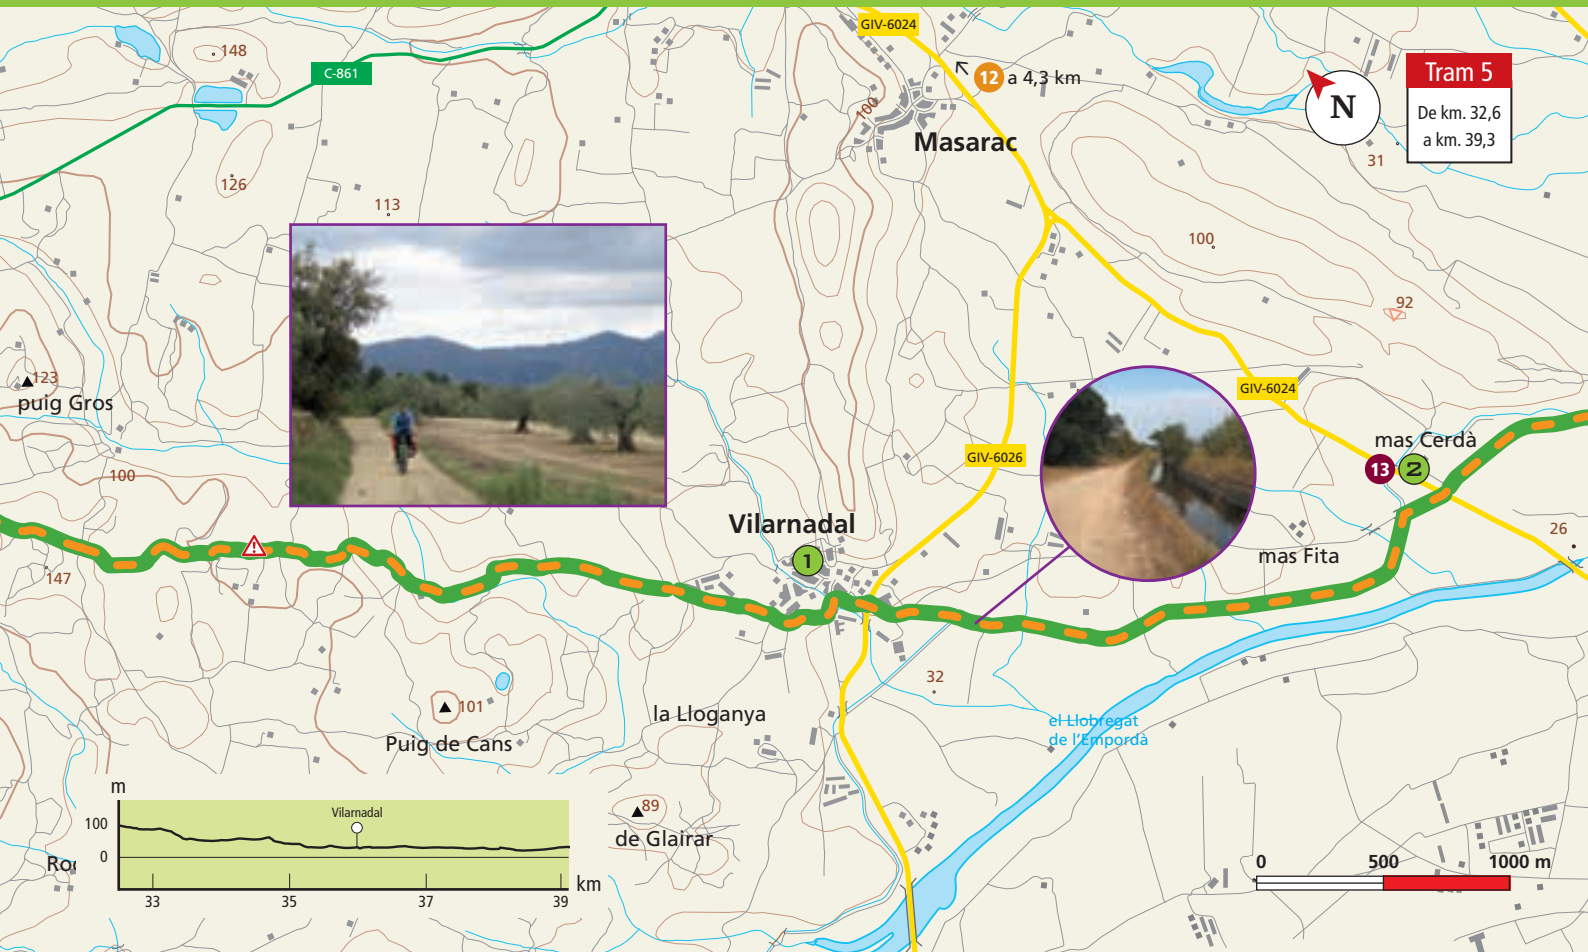 GIV-6024
148
C-861
12 a 4,3 km
Tram 5
N
De km. 32,6
a km. 39,3
100
Masarac
31
126
113
100
92
123
puig Gros
GIV-6024
mas Cerdà
GIV-6026
13 2
100
Vilarnadal
26
1
mas Fita
147
32
101
la Lloganya
el Llobregat
de l'Empordà
Puig de Cans
m
89
Vilarnadal
100
de Glairar
0
0 500 1000 m
km
33 35 37 39